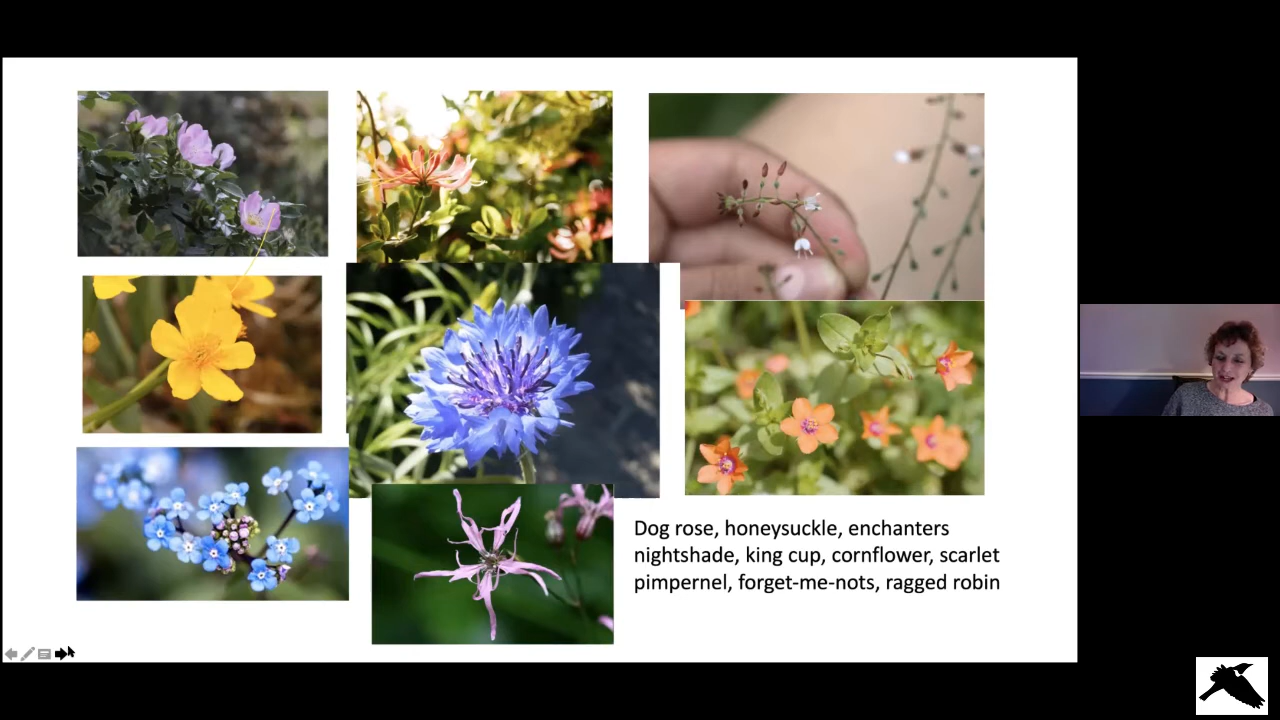 Dog rose, honeysuckle, enchanters
nightshade, king cup, cornflower, scarlet
pimpernel, forget-me-nots, ragged robin